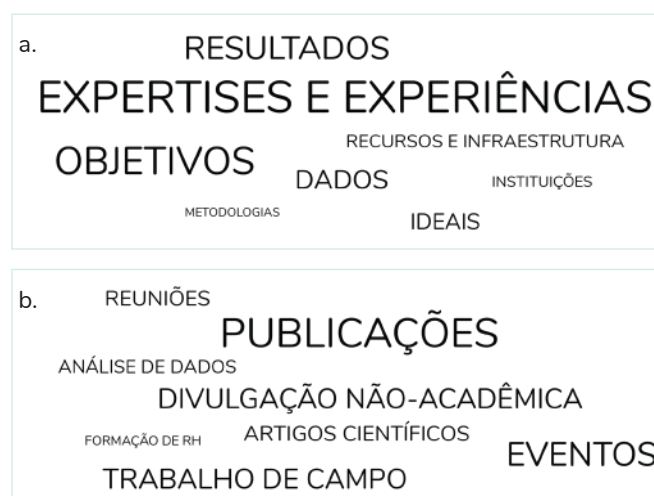 a.
RESULTADOS
EXPERTISES E EXPERIÊNCIAS
RECURSOS E INFRAESTRUTURA
OBJETIVOS
DADOS
INSTITUIÇÕES
METODOLOGIAS
IDEAIS
b.
REUNIÕES
PUBLICAÇÕES
ANÁLISE DE DADOS
DIVULGAÇÃO NÃO-ACADÊMICA
FORMAÇÃO DE RH
ARTIGOS CIENTÍFICOS
EVENTOS
TRABALHO DE CAMPO